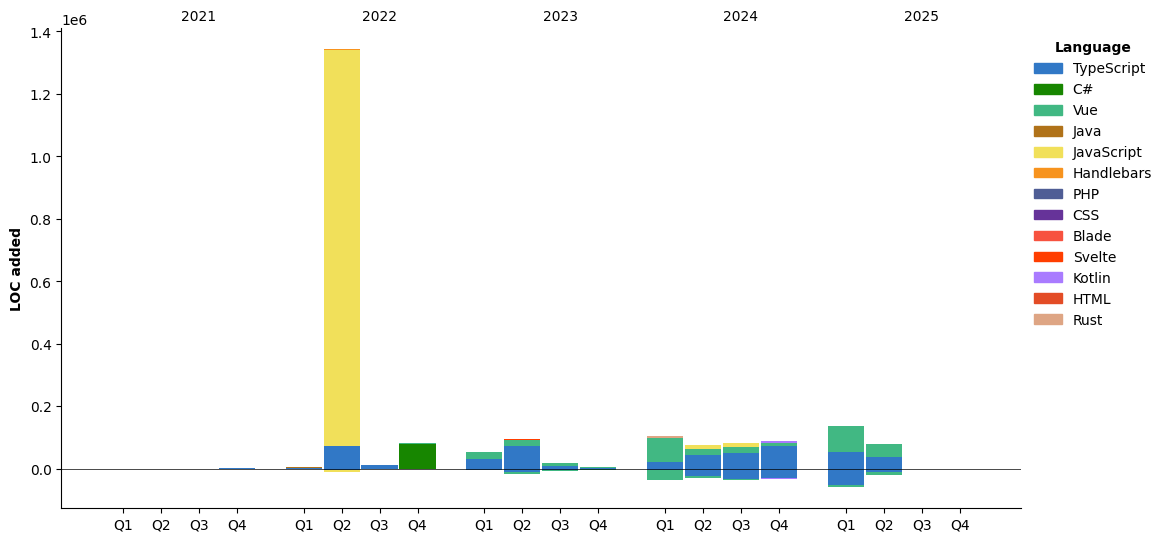 1e6
2021 2022 2023 2024 2025
1.4
1.2
1.0
0.8
0.6
0.4
0.2
0.0
LOC added
Q1 Q2 Q3 Q4 Q1 Q2 Q3 Q4 Q1 Q2 Q3 Q4 Q1 Q2 Q3 Q4 Q1 Q2 Q3 Q4
Language
TypeScript
C#
Vue
Java
JavaScript
Handlebars
PHP
CSS
Blade
Svelte
Kotlin
HTML
Rust